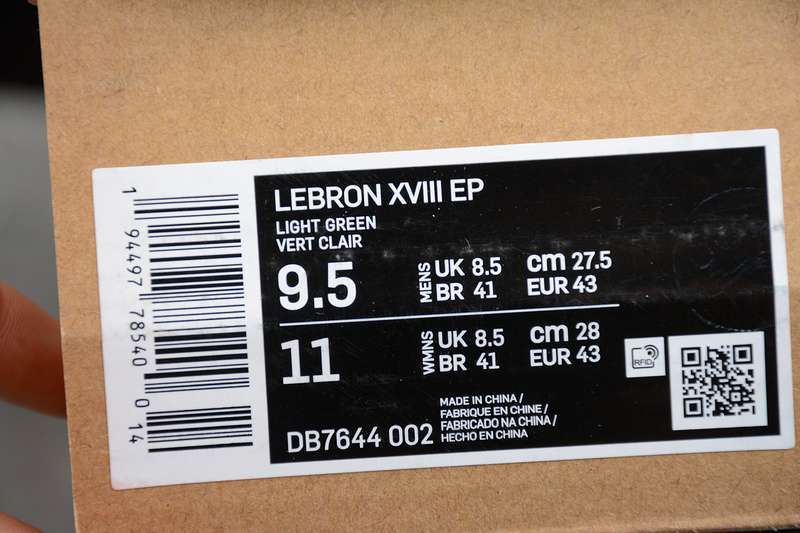 LEBRON XVIII EP
LIGHT GREEN
VERT CLAIR
9.5
MENS
UK 8.5 cm 27.5
BR 41 EUR 43
11
WMNS
UK 8.5 cm 28
BR 41 EUR 43
RFID
DB7644 002
MADE IN CHINA /
FABRIQUE EN CHINE /
FABRICADO NA CHINA /
HECHO EN CHINA
1 94497 78540 0 14